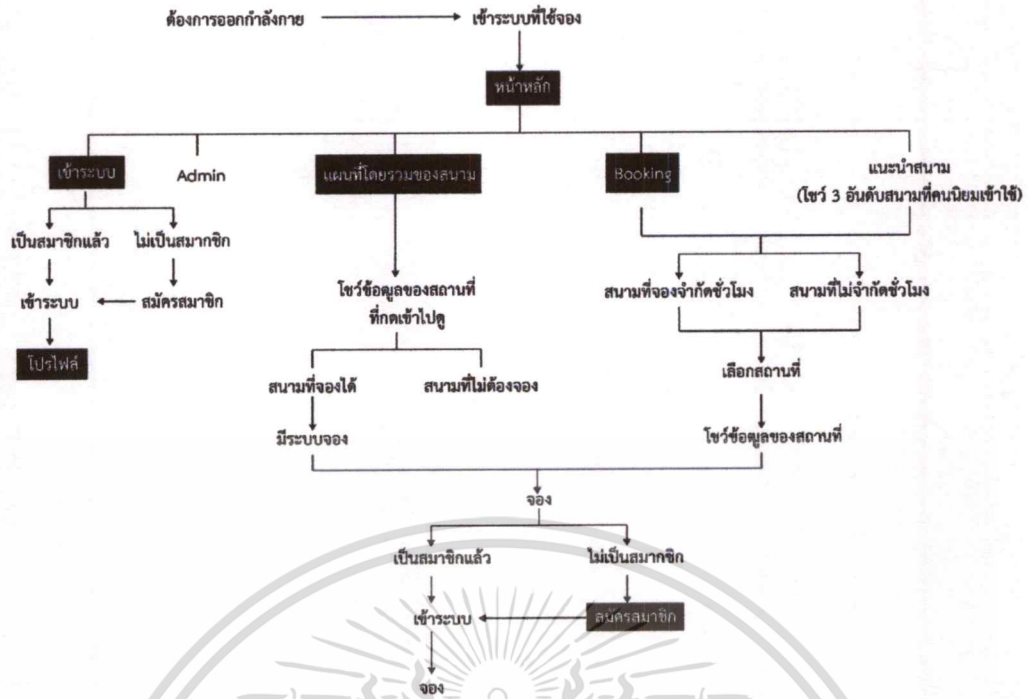 ต้องการออกกำลังกาย
เข้าระบบที่ใช้จอง
หน้าหลัก
เข้าระบบ
Admin
แผนที่โดยรวมของสนาม
Booking
แนะนำสนาม
(โชว์ 3 อันดับสนามที่คนนิยมเข้าใช้)
เป็นสมาชิกแล้ว
ไม่เป็นสมากชิก
เข้าระบบ
สมัครสมาชิก
โปรไฟล์
โชว์ข้อมูลของสถานที่
ที่กดเข้าไปดู
สนามที่จองจำกัดชั่วโมง
สนามที่ไม่จำกัดชั่วโมง
สนามที่จองได้
สนามที่ไม่ต้องจอง
เลือกสถานที่
มีระบบจอง
โชว์ข้อมูลของสถานที่
จอง
เป็นสมาชิกแล้ว
ไม่เป็นสมากชิก
เข้าระบบ
สมัครสมาชิก
จอง